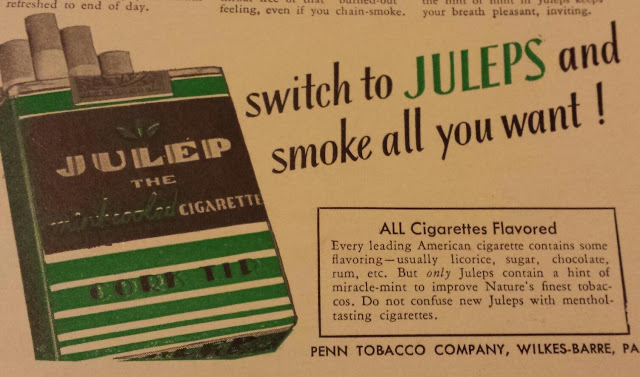 refreshed to end of day.
feeling, even if you chain-smoke.
your breath pleasant, inviting.
switch to JULEPS and
smoke all you want!
JULEP
THE
mint-cooled CIGARETTE
CORK TIP
ALL Cigarettes Flavored
Every leading American cigarette contains some
flavoring—usually licorice, sugar, chocolate,
rum, etc. But only Juleps contain a hint of
miracle-mint to improve Nature's finest tobac-
cos. Do not confuse new Juleps with menthol-
tasting cigarettes.
PENN TOBACCO COMPANY, WILKES-BARRE, PA